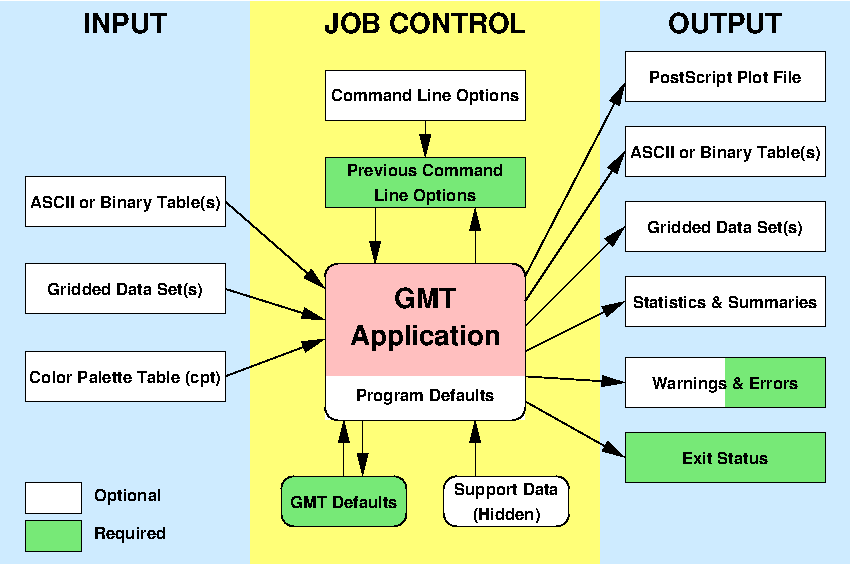 INPUT
JOB CONTROL
OUTPUT
Command Line Options
Previous Command
Line Options
ASCII or Binary Table(s)
Gridded Data Set(s)
Color Palette Table (cpt)
GMT
Application
Program Defaults
GMT Defaults
Support Data
(Hidden)
PostScript Plot File
ASCII or Binary Table(s)
Gridded Data Set(s)
Statistics & Summaries
Warnings & Errors
Exit Status
Optional
Required